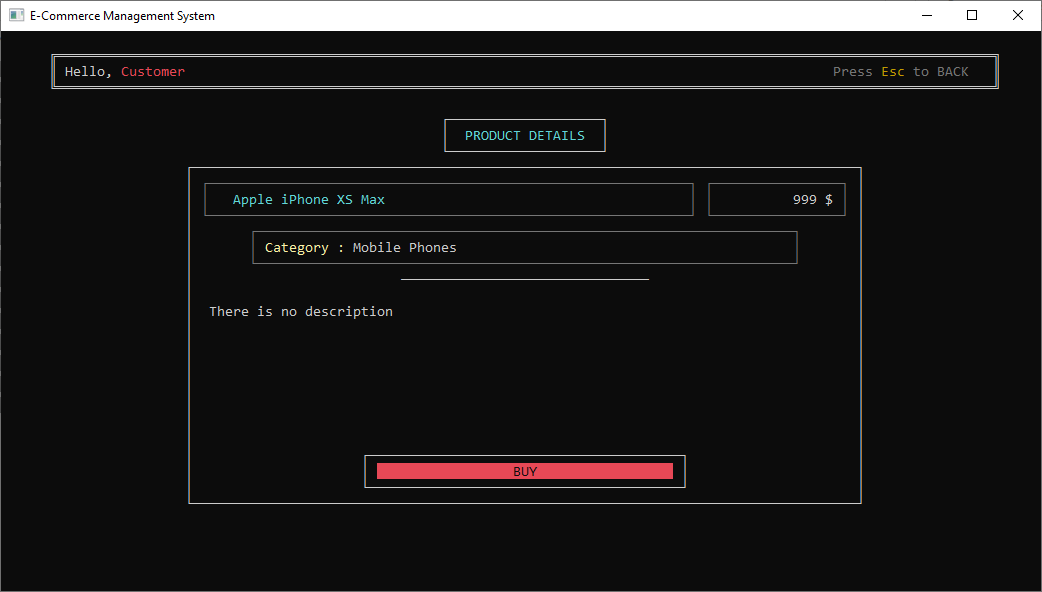 E-Commerce Management System
Hello, Customer Press Esc to BACK
PRODUCT DETAILS
Apple iPhone XS Max 999 $
Category : Mobile Phones
There is no description
BUY